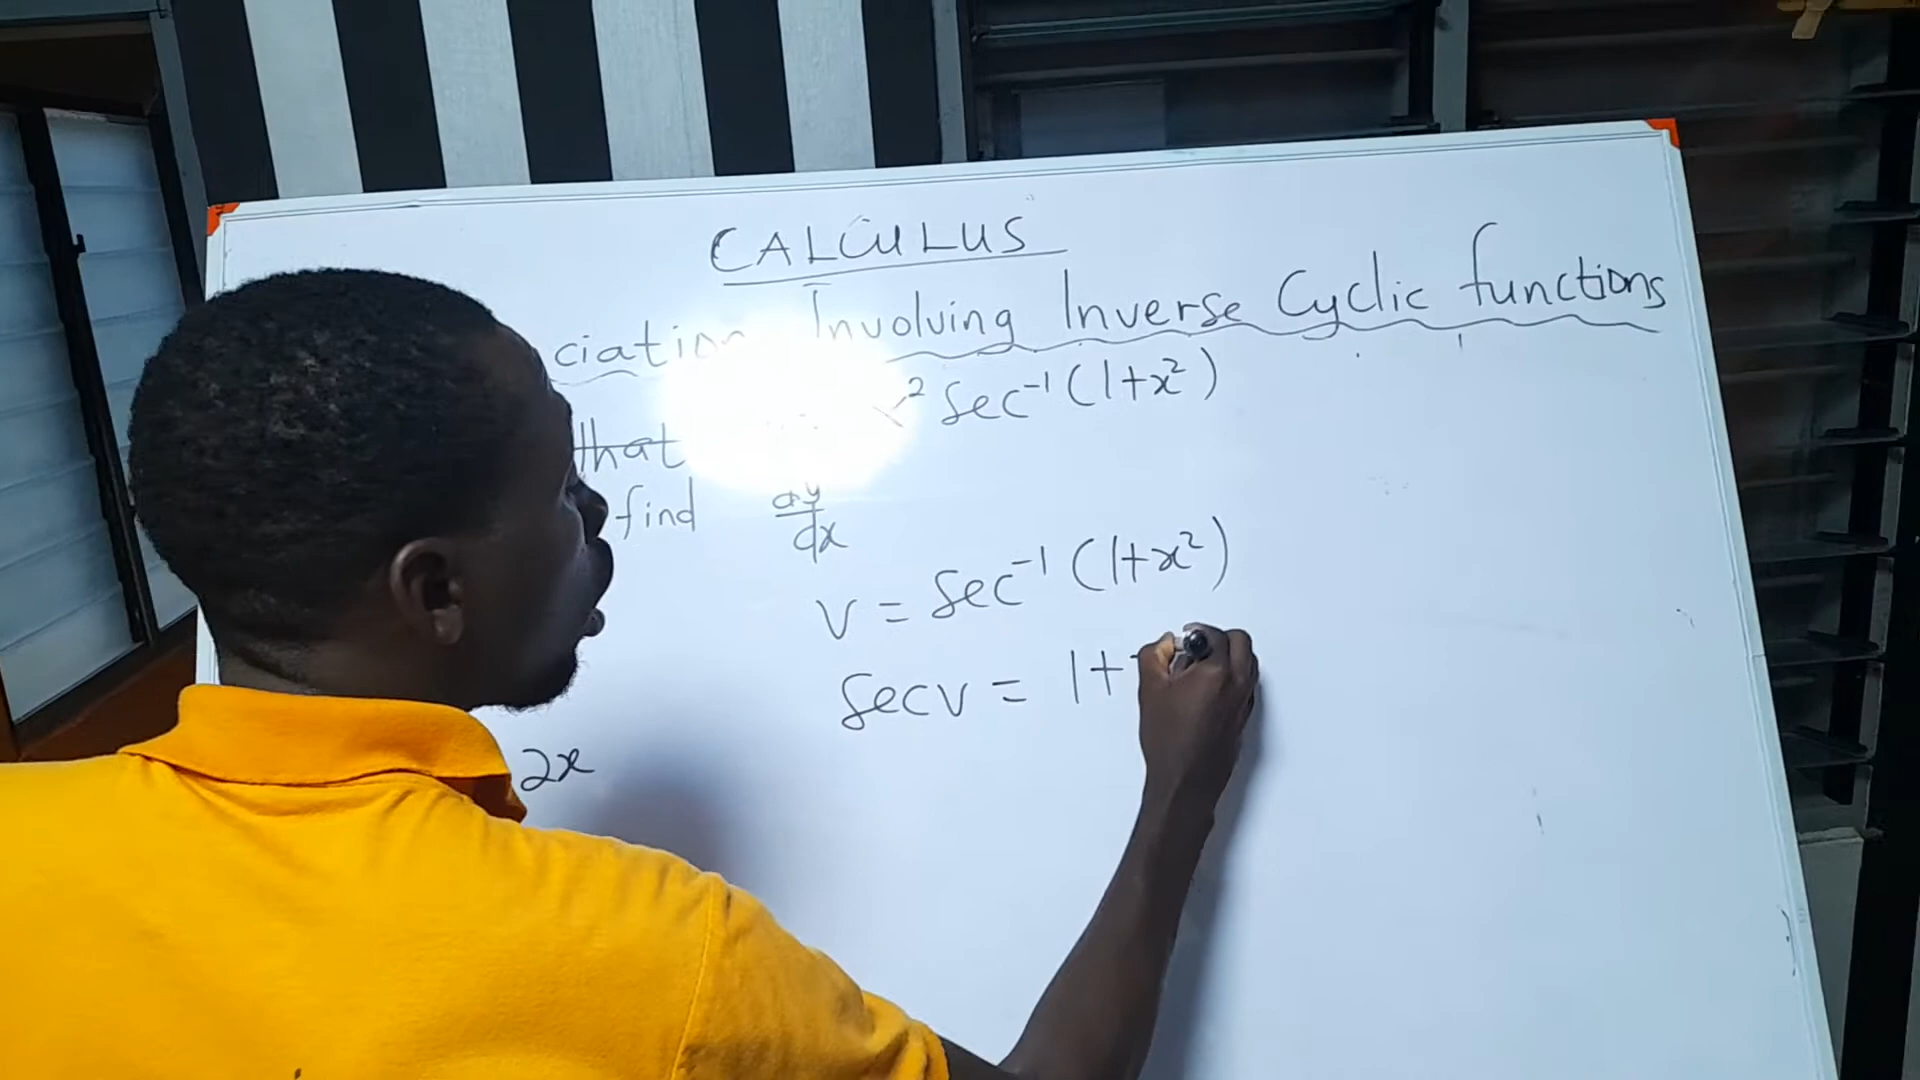 CALCULUS
ciation Involving Inverse Cyclic functions
² sec⁻¹ (1+x²)
that
find dy/dx
v = sec⁻¹ (1+x²)
secv = 1+
2x